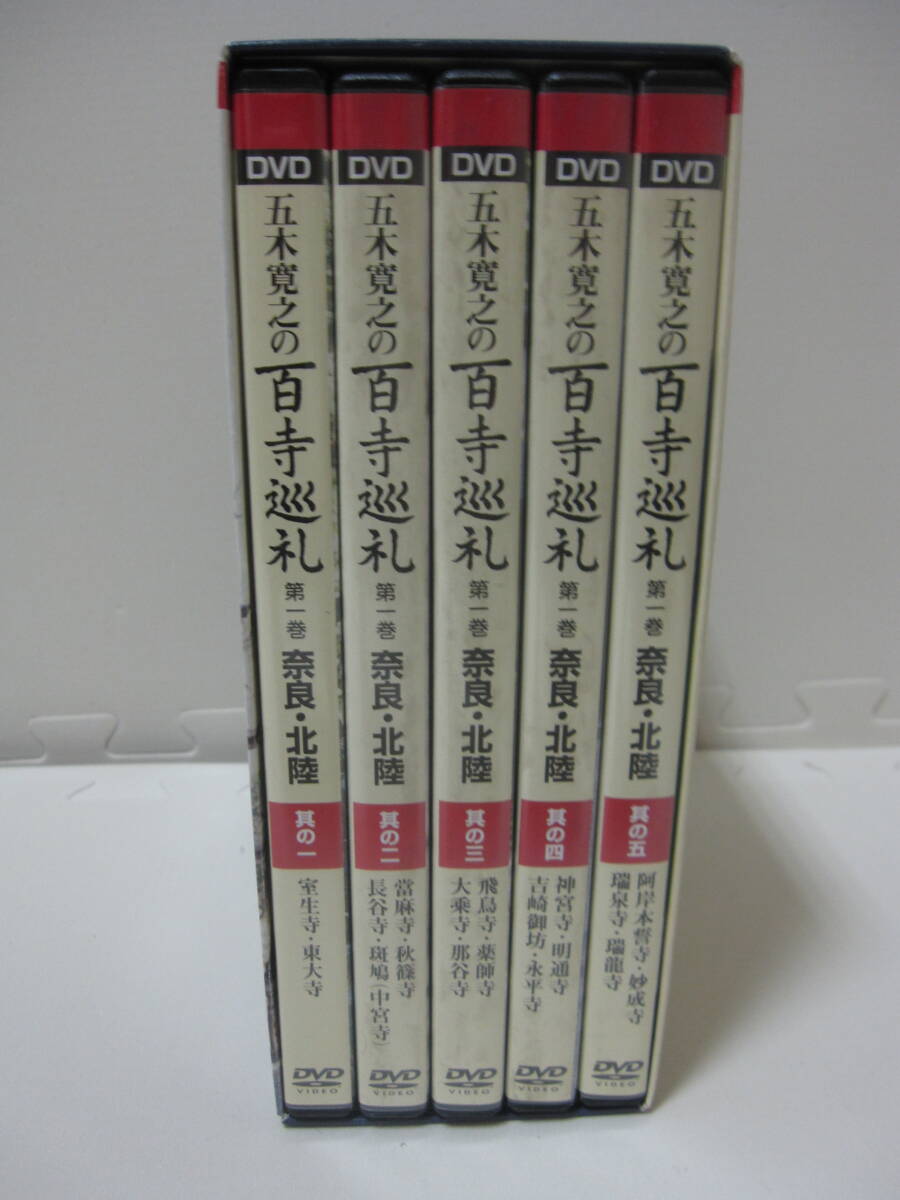 DVD
五木寛之の百寺巡礼
第一巻
奈良・北陸
其の一
室生寺・東大寺
DVD
VIDEO
DVD
五木寛之の百寺巡礼
第一巻
奈良・北陸
其の二
當麻寺・秋篠寺
長谷寺・斑鳩(中宮寺)
DVD
VIDEO
DVD
五木寛之の百寺巡礼
第一巻
奈良・北陸
其の三
飛鳥寺・薬師寺
大乗寺・那谷寺
DVD
VIDEO
DVD
五木寛之の百寺巡礼
第一巻
奈良・北陸
其の四
神宮寺・明通寺
吉崎御坊・永平寺
DVD
VIDEO
DVD
五木寛之の百寺巡礼
第一巻
奈良・北陸
其の五
阿岸本誓寺・妙成寺
瑞泉寺・瑞龍寺
DVD
VIDEO